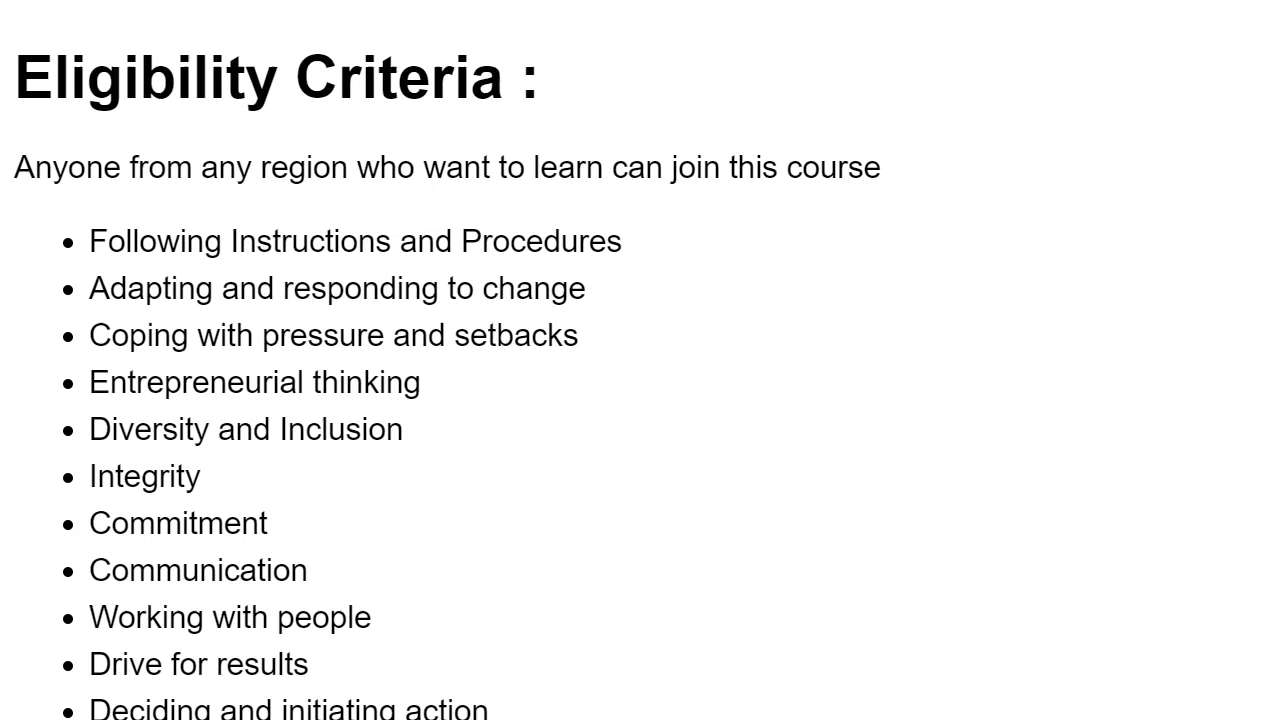 Eligibility Criteria :
Anyone from any region who want to learn can join this course
Following Instructions and Procedures
Adapting and responding to change
Coping with pressure and setbacks
Entrepreneurial thinking
Diversity and Inclusion
Integrity
Commitment
Communication
Working with people
Drive for results
Deciding and initiating action